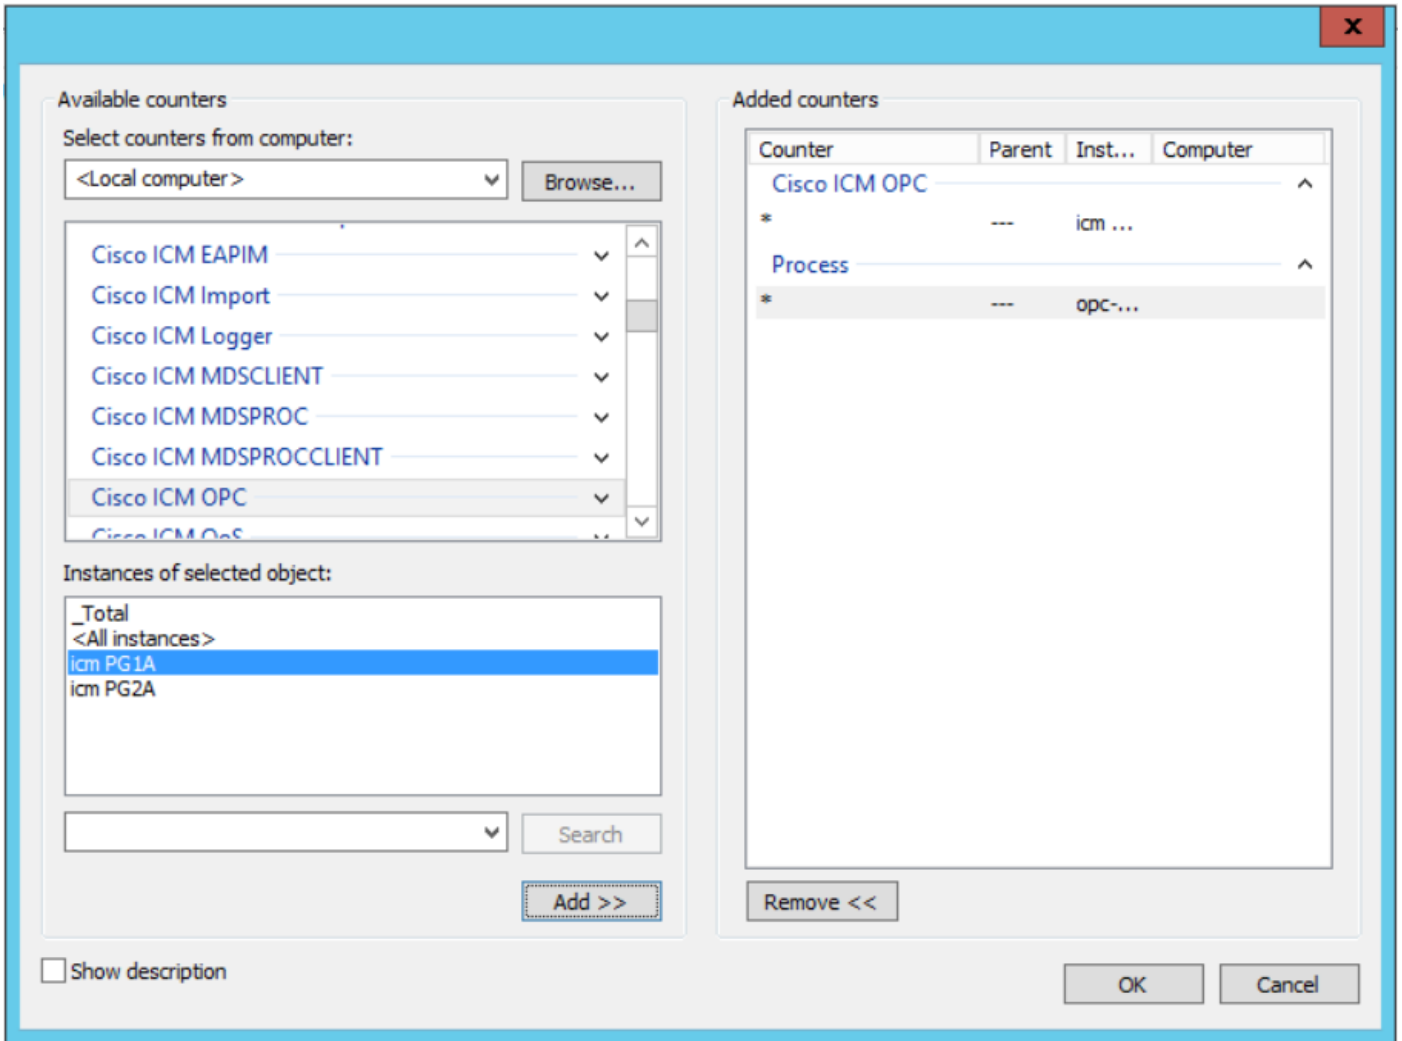 X
Available counters
Select counters from computer:
<Local computer>
Browse...
Cisco ICM EAPIM
Cisco ICM Import
Cisco ICM Logger
Cisco ICM MDSCLIENT
Cisco ICM MDSPROC
Cisco ICM MDSPROCCLIENT
Cisco ICM OPC
Cisco ICM QoS
Instances of selected object:
_Total
<All instances>
icm PG1A
icm PG2A
Search
Add >>
Show description
Added counters
Counter Parent Inst... Computer
Cisco ICM OPC
* --- icm ...
Process
* --- opc-...
Remove <<
OK Cancel